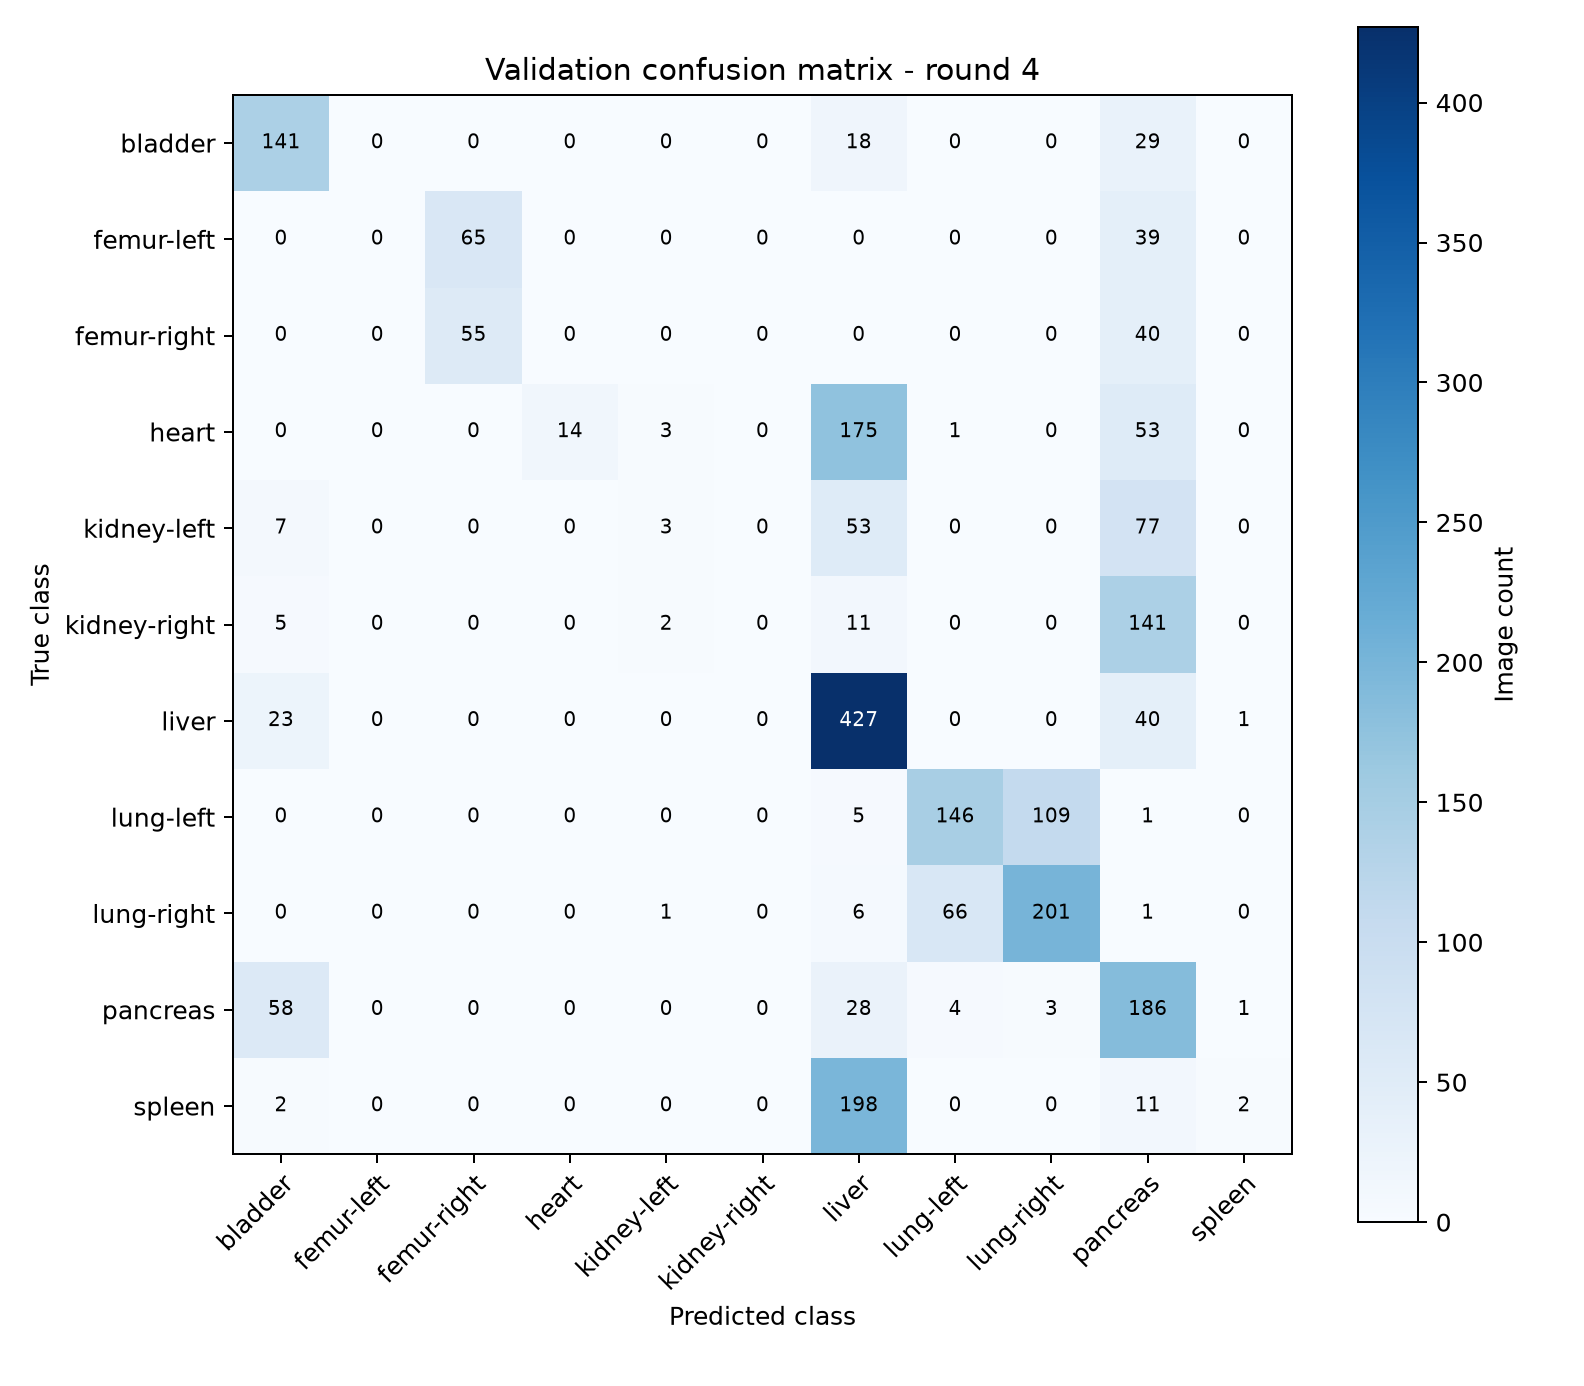 Validation confusion matrix - round 4
bladder 141 0 0 0 0 0 18 0 0 29 0
femur-left 0 0 65 0 0 0 0 0 0 39 0
femur-right 0 0 55 0 0 0 0 0 0 40 0
heart 0 0 0 14 3 0 175 1 0 53 0
kidney-left 7 0 0 0 3 0 53 0 0 77 0
kidney-right 5 0 0 0 2 0 11 0 0 141 0
liver 23 0 0 0 0 0 427 0 0 40 1
lung-left 0 0 0 0 0 0 5 146 109 1 0
lung-right 0 0 0 0 1 0 6 66 201 1 0
pancreas 58 0 0 0 0 0 28 4 3 186 1
spleen 2 0 0 0 0 0 198 0 0 11 2
True class
bladder femur-left femur-right heart kidney-left kidney-right liver lung-left lung-right pancreas spleen
Predicted class
400
350
300
250
200
150
100
50
0
Image count